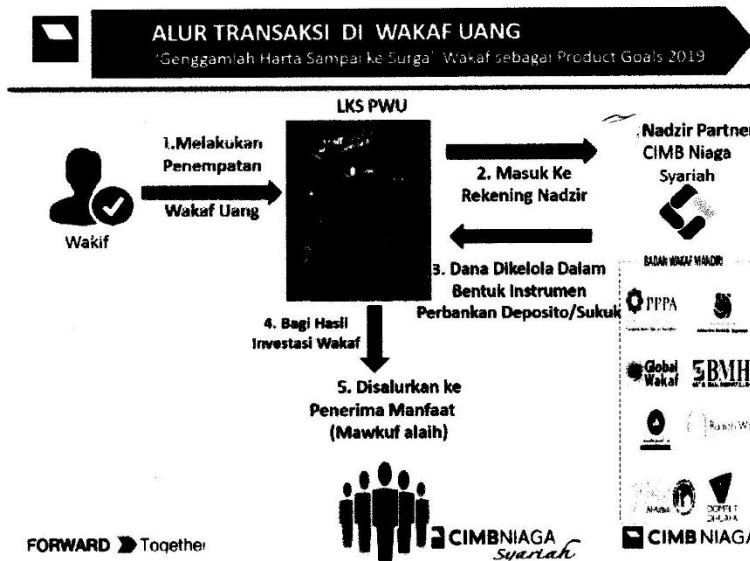 ALUR TRANSAKSI DI WAKAF UANG
'Genggamlah Harta Sampai ke Surga' Wakaf sebagai Product Goals 2019
LKS PWU
1.Melakukan
Penempatan
Wakaf Uang
Wakif
2. Masuk Ke
Rekening Nadzir
Nadzir Partner
CIMB Niaga
Syariah
3. Dana Dikelola Dalam
Bentuk Instrumen
Perbankan Deposito/Sukuk
4. Bagi Hasil
Investasi Wakaf
5. Disalurkan ke
Penerima Manfaat
(Mawkuf alaih)
BADAN WAKAF MANDIRI
PPPA
Global
Wakaf
BMH
DOMPET
DHUAFA
FORWARD Together
CIMBNIAGA
Syariah
CIMB NIAGA